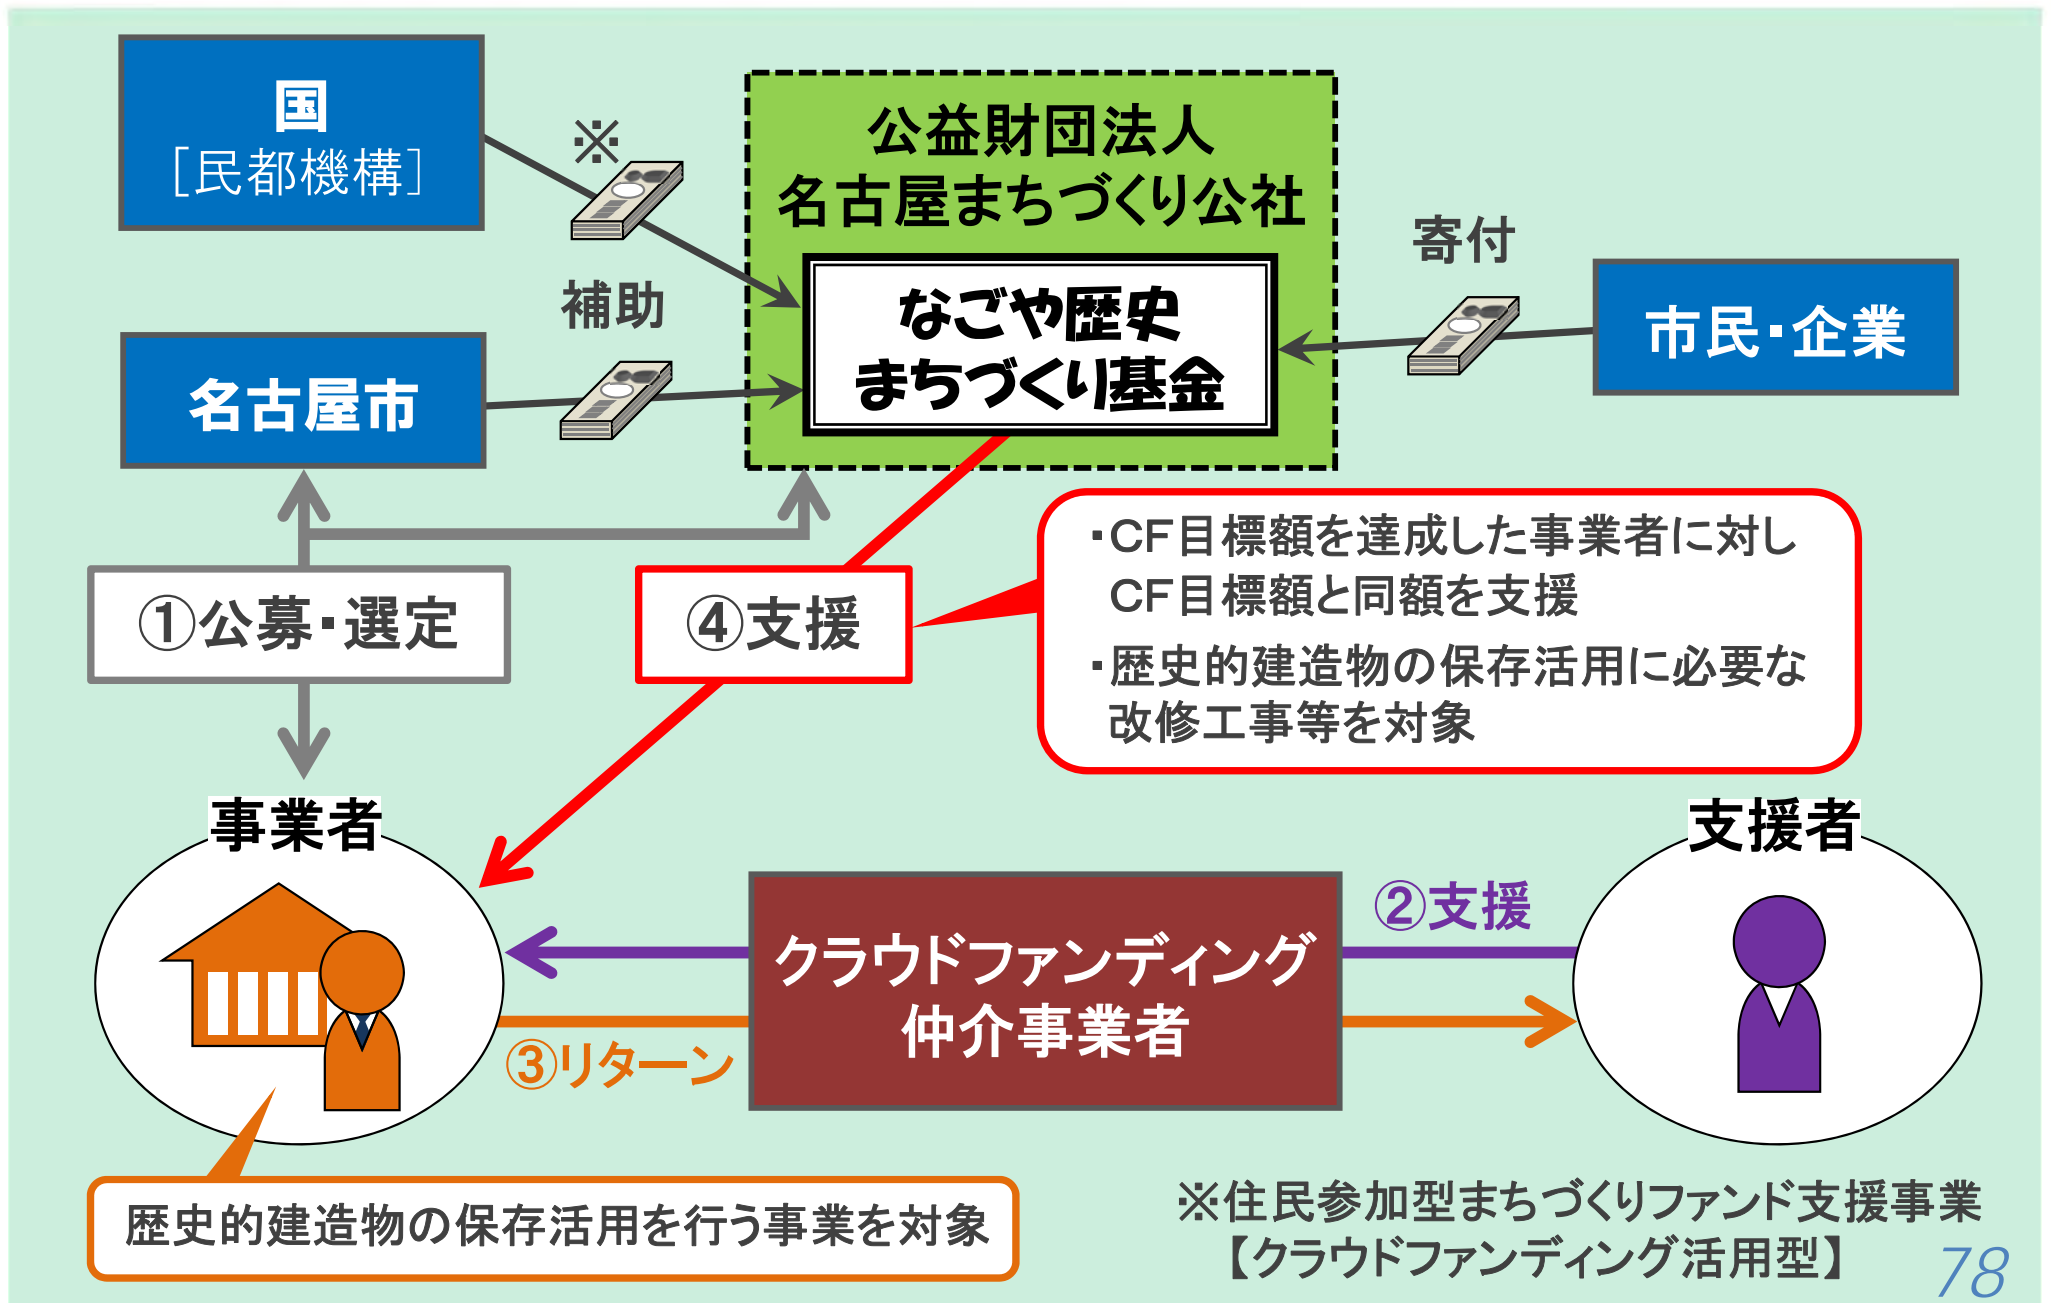 国
［民都機構］
※
公益財団法人
名古屋まちづくり公社
なごや歴史
まちづくり基金
寄付
市民・企業
補助
名古屋市
①公募・選定
④支援
・ＣＦ目標額を達成した事業者に対し
ＣＦ目標額と同額を支援
・歴史的建造物の保存活用に必要な
改修工事等を対象
事業者
支援者
②支援
クラウドファンディング
仲介事業者
③リターン
歴史的建造物の保存活用を行う事業を対象
※住民参加型まちづくりファンド支援事業
【クラウドファンディング活用型】
78